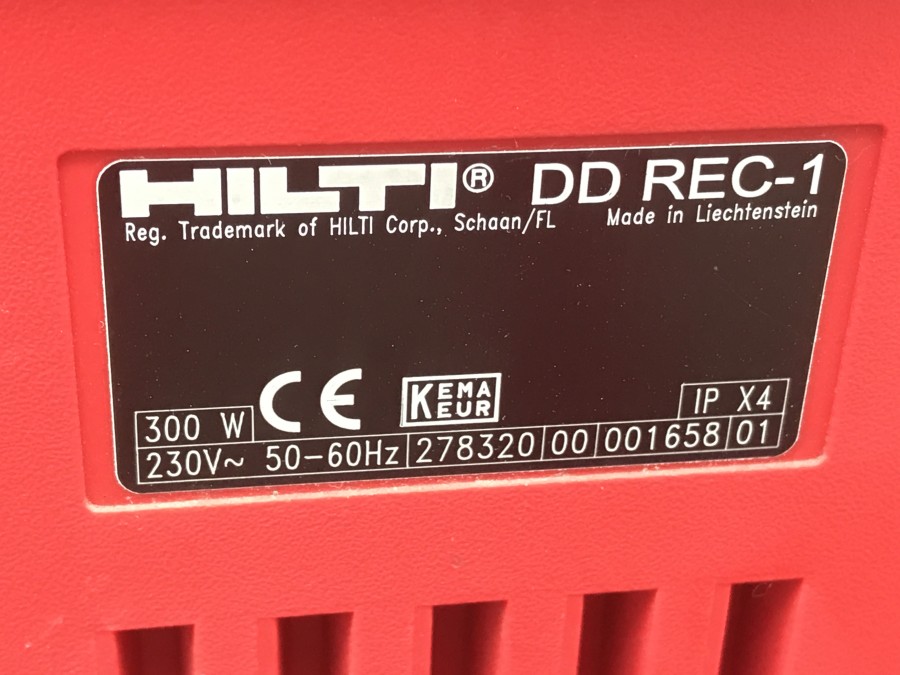 HILTI® DD REC-1
Reg. Trademark of HILTI Corp., Schaan/FL Made in Liechtenstein
300 W CE KEMA EUR IP X4
230V~ 50-60Hz 278320 00 001658 01